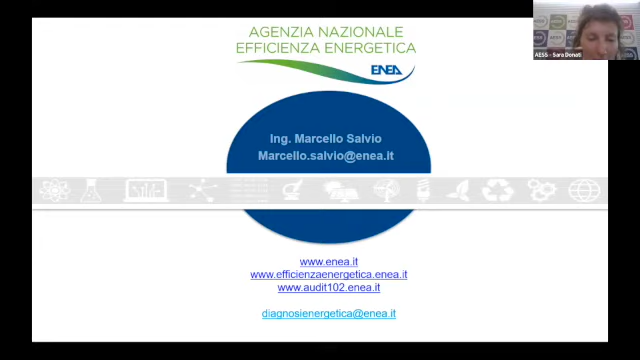 AGENZIA NAZIONALE
EFFICIENZA ENERGETICA
ENEA
AESS - Sara Donati
Ing. Marcello Salvio
Marcello.salvio@enea.it
www.enea.it
www.efficienzaenergetica.enea.it
www.audit102.enea.it
diagnosienergetica@enea.it